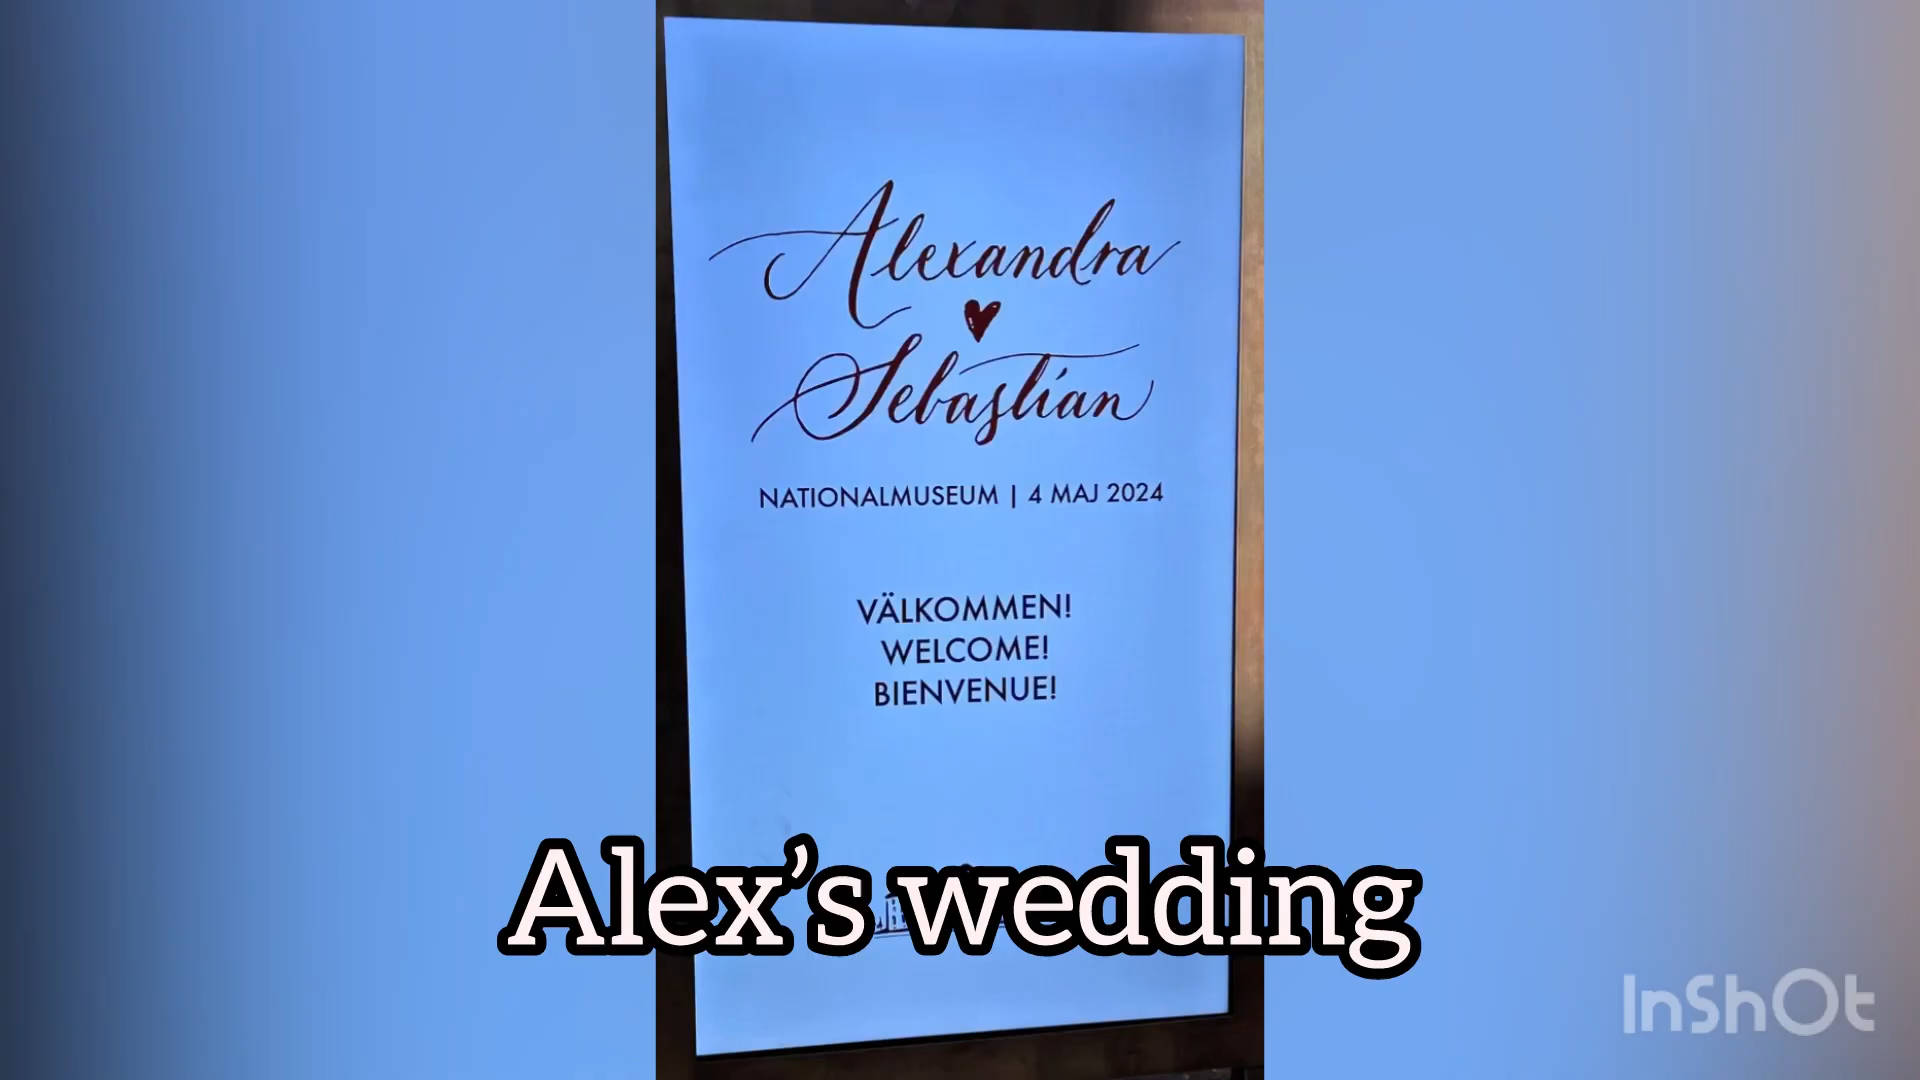 Alexandra
Sebastian
NATIONALMUSEUM | 4 MAJ 2024
VÄLKOMMEN!
WELCOME!
BIENVENUE!
Alex’s wedding
InShOt